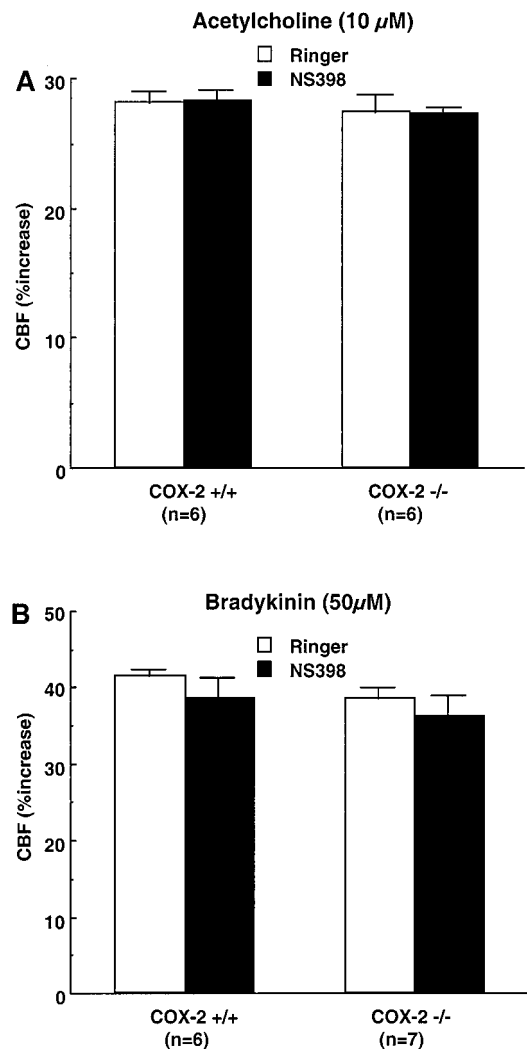 Acetylcholine (10 μM)
A
Ringer
NS398
CBF (%increase)
30
20
10
0
COX-2 +/+
(n=6)
COX-2 -/-
(n=6)
B
Bradykinin (50μM)
Ringer
NS398
CBF (%increase)
50
40
30
20
10
0
COX-2 +/+
(n=6)
COX-2 -/-
(n=7)